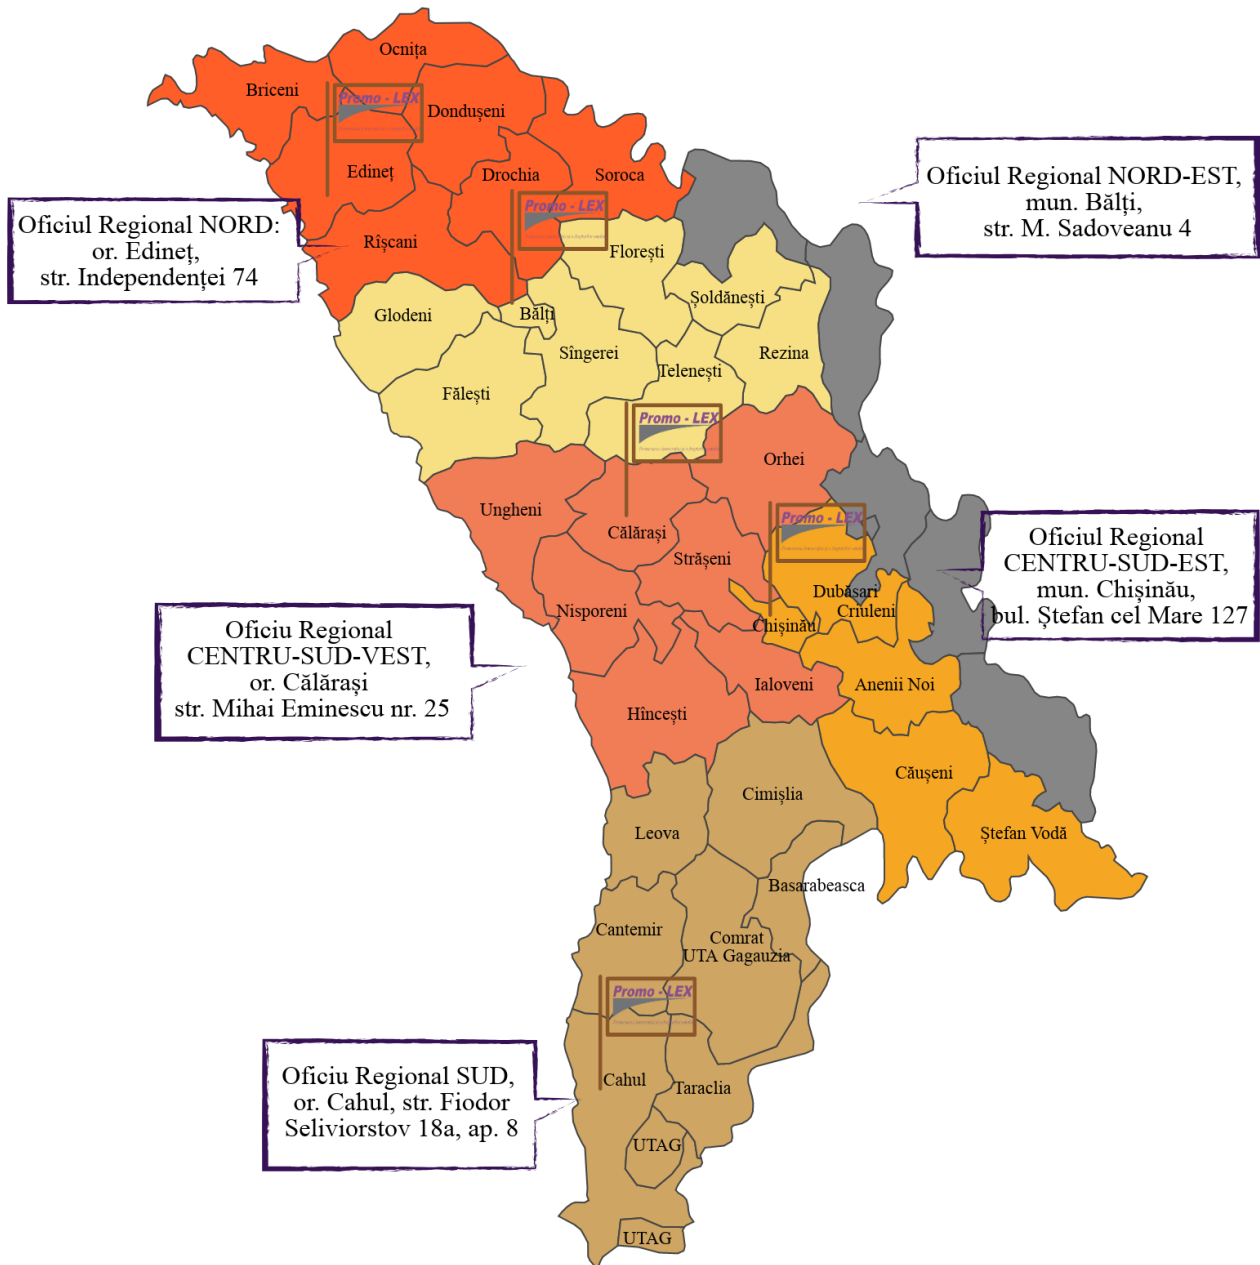 Ocnița
Briceni
Promo - LEX
Dondușeni
Edineț
Drochia
Soroca
Promo - LEX
Oficiul Regional NORD-EST,
mun. Bălți,
str. M. Sadoveanu 4
Oficiul Regional NORD:
or. Edineț,
str. Independenței 74
Rîșcani
Florești
Șoldănești
Glodeni
Bălți
Sîngerei
Telenești
Rezina
Fălești
Promo - LEX
Orhei
Ungheni
Călărași
Promo - LEX
Strășeni
Oficiul Regional
CENTRU-SUD-EST,
mun. Chișinău,
bul. Ștefan cel Mare 127
Dubăsari
Criuleni
Nisporeni
Chișinău
Oficiu Regional
CENTRU-SUD-VEST,
or. Călărași
str. Mihai Eminescu nr. 25
Ialoveni
Anenii Noi
Hîncești
Căușeni
Cimișlia
Leova
Ștefan Vodă
Basarabeasca
Cantemir
Comrat
UTA Gagauzia
Promo - LEX
Cahul
Taraclia
Oficiu Regional SUD,
or. Cahul, str. Fiodor
Seliviorstov 18a, ap. 8
UTAG
UTAG